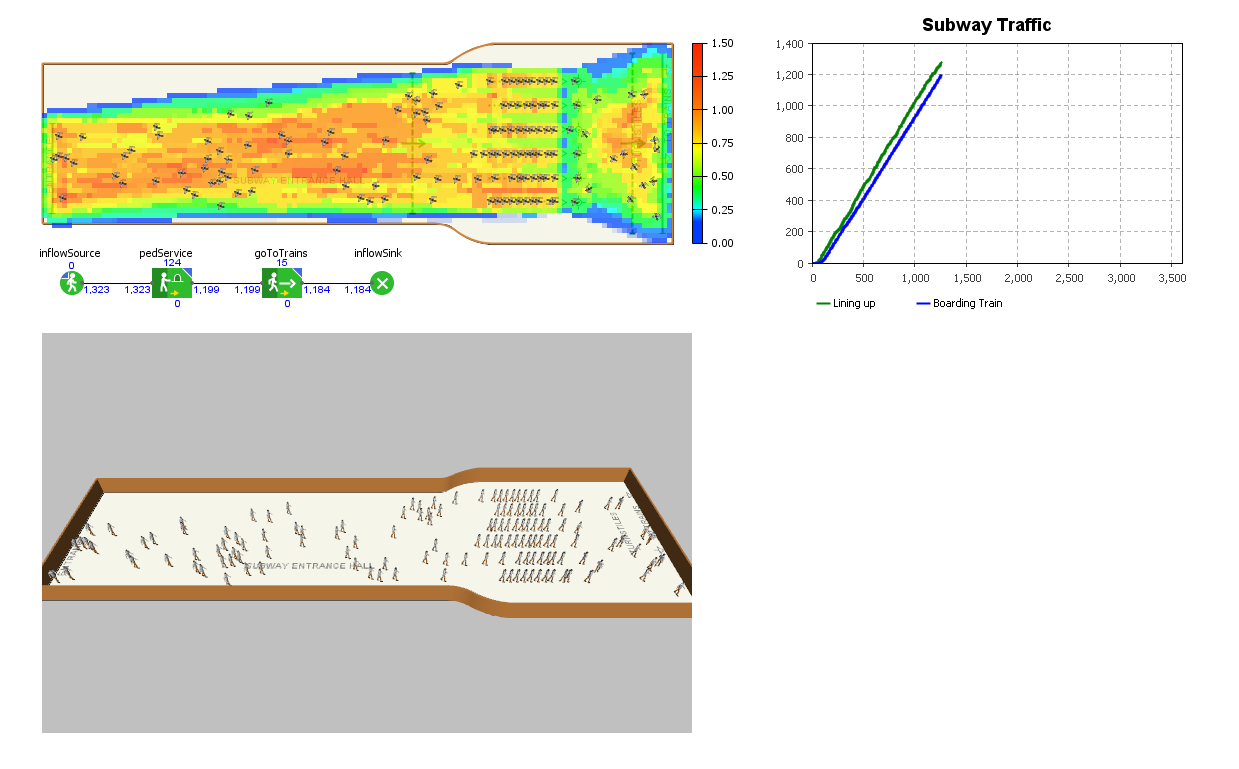 Subway Traffic
1.50
1.25
1.00
0.75
0.50
0.25
0.00
SUBWAY ENTRANCE HALL
1,400
1,200
1,000
800
600
400
200
0
0 500 1,000 1,500 2,000 2,500 3,000 3,500
Lining up Boarding Train
inflowSource pedService goToTrains inflowSink
0 124 15
1,323 1,323 1,199 1,199 1,184 1,184
0 0
SUBWAY ENTRANCE HALL